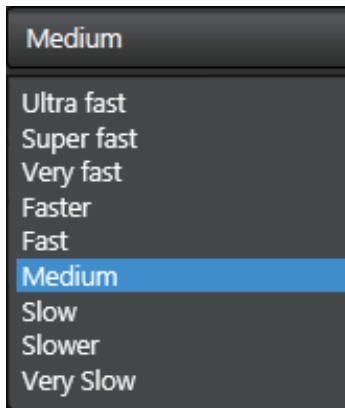 Medium
Ultra fast
Super fast
Very fast
Faster
Fast
Medium
Slow
Slower
Very Slow